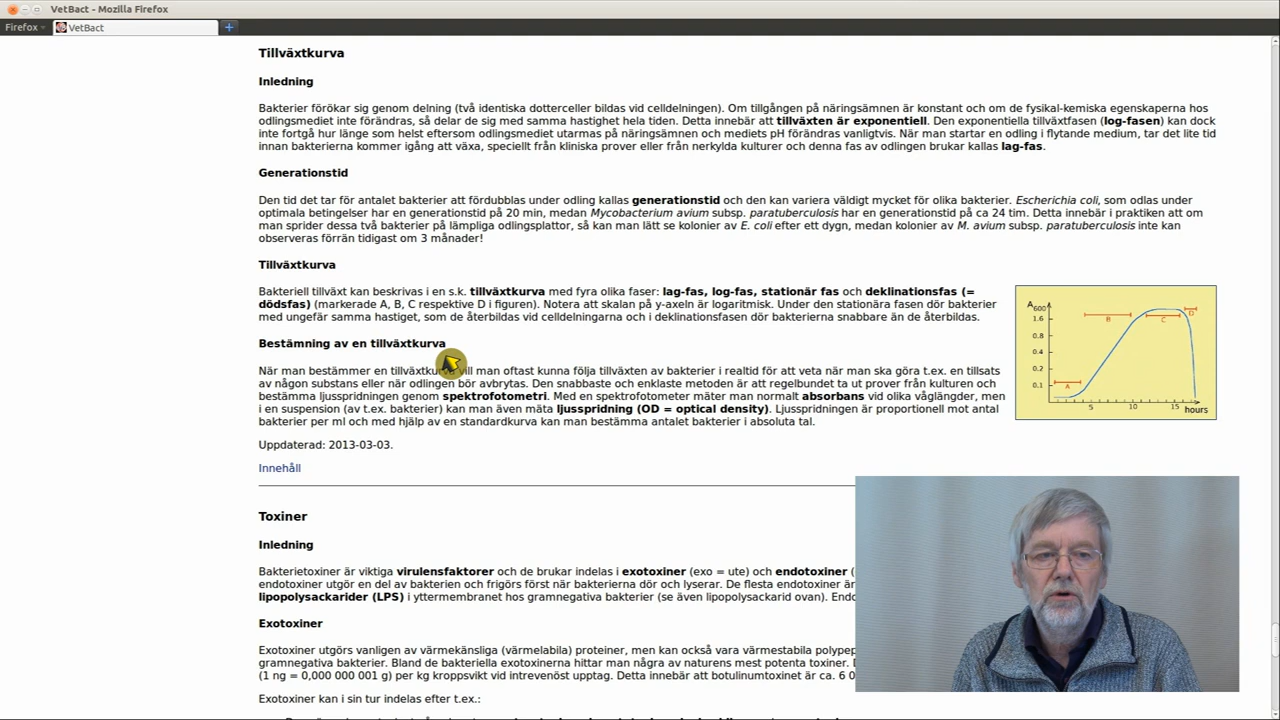 VetBact - Mozilla Firefox
Firefox
VetBact
Tillväxtkurva
Inledning
Bakterier förökar sig genom delning (två identiska dotterceller bildas vid celldelningen). Om tillgången på näringsämnen är konstant och om de fysikal-kemiska egenskaperna hos
odlingsmediet inte förändras, så delar de sig med samma hastighet hela tiden. Detta innebär att tillväxten är exponentiell. Den exponentiella tillväxtfasen (log-fasen) kan dock
inte fortgå hur länge som helst eftersom odlingsmediet utarmas på näringsämnen och mediets pH förändras vanligtvis. När man startar en odling i flytande medium, tar det lite tid
innan bakterierna kommer igång att växa, speciellt från kliniska prover eller från nerkylda kulturer och denna fas av odlingen brukar kallas lag-fas.
Generationstid
Den tid det tar för antalet bakterier att fördubblas under odling kallas generationstid och den kan variera väldigt mycket för olika bakterier. Escherichia coli, som odlas under
optimala betingelser har en generationstid på 20 min, medan Mycobacterium avium subsp. paratuberculosis har en generationstid på ca 24 tim. Detta innebär i praktiken att om
man sprider dessa två bakterier på lämpliga odlingsplattor, så kan man lätt se kolonier av E. coli efter ett dygn, medan kolonier av M. avium subsp. paratuberculosis inte kan
observeras förrän tidigast om 3 månader!
Tillväxtkurva
Bakteriell tillväxt kan beskrivas i en s.k. tillväxtkurva med fyra olika faser: lag-fas, log-fas, stationär fas och deklinationsfas (=
dödsfas) (markerade A, B, C respektive D i figuren). Notera att skalan på y-axeln är logaritmisk. Under den stationära fasen dör bakterier
med ungefär samma hastiget, som de återbildas vid celldelningarna och i deklinationsfasen dör bakterierna snabbare än de återbildas.
A600
1.6
0.8
0.4
0.2
0.1
A
B
C
D
5
10
15
hours
Bestämning av en tillväxtkurva
När man bestämmer en tillväxtku vill man oftast kunna följa tillväxten av bakterier i realtid för att veta när man ska göra t.ex. en tillsats
av någon substans eller när odlingen bör avbrytas. Den snabbaste och enklaste metoden är att regelbundet ta ut prover från kulturen och
bestämma ljusspridningen genom spektrofotometri. Med en spektrofotometer mäter man normalt absorbans vid olika våglängder, men
i en suspension (av t.ex. bakterier) kan man även mäta ljusspridning (OD = optical density). Ljusspridningen är proportionell mot antal
bakterier per ml och med hjälp av en standardkurva kan man bestämma antalet bakterier i absoluta tal.
Uppdaterad: 2013-03-03.
Innehåll
Toxiner
Inledning
Bakterietoxiner är viktiga virulensfaktorer och de brukar indelas i exotoxiner (exo = ute) och endotoxiner (
endotoxiner utgör en del av bakterien och frigörs först när bakterierna dör och lyserar. De flesta endotoxiner är
lipopolysackarider (LPS) i yttermembranet hos gramnegativa bakterier (se även lipopolysackarid ovan). Endo
Exotoxiner
Exotoxiner utgörs vanligen av värmekänsliga (värmelabila) proteiner, men kan också vara värmestabila polypep
gramnegativa bakterier. Bland de bakteriella exotoxinerna hittar man några av naturens mest potenta toxiner.
(1 ng = 0,000 000 001 g) per kg kroppsvikt vid intrevenöst upptag. Detta innebär att botulinumtoxinet är ca. 6 0
Exotoxiner kan i sin tur indelas efter t.ex.: